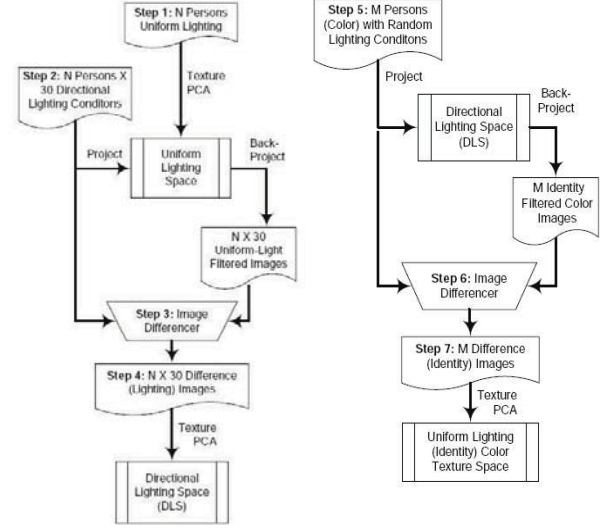 Step 1: N Persons
Uniform Lighting
Texture
PCA
Step 2: N Persons X
30 Directional
Lighting Conditons
Project
Uniform
Lighting
Space
Back-
Project
N X 30
Uniform-Light
Filtered Images
Step 3: Image
Differencer
Step 4: N X 30 Difference
(Lighting) Images
Texture
PCA
Directional
Lighting Space
(DLS)
Step 5: M Persons
(Color) with Random
Lighting Conditons
Project
Directional
Lighting Space
(DLS)
Back-
Project
M Identity
Filtered Color
Images
Step 6: Image
Differencer
Step 7: M Difference
(Identity) Images
Texture
PCA
Uniform Lighting
(Identity) Color
Texture Space